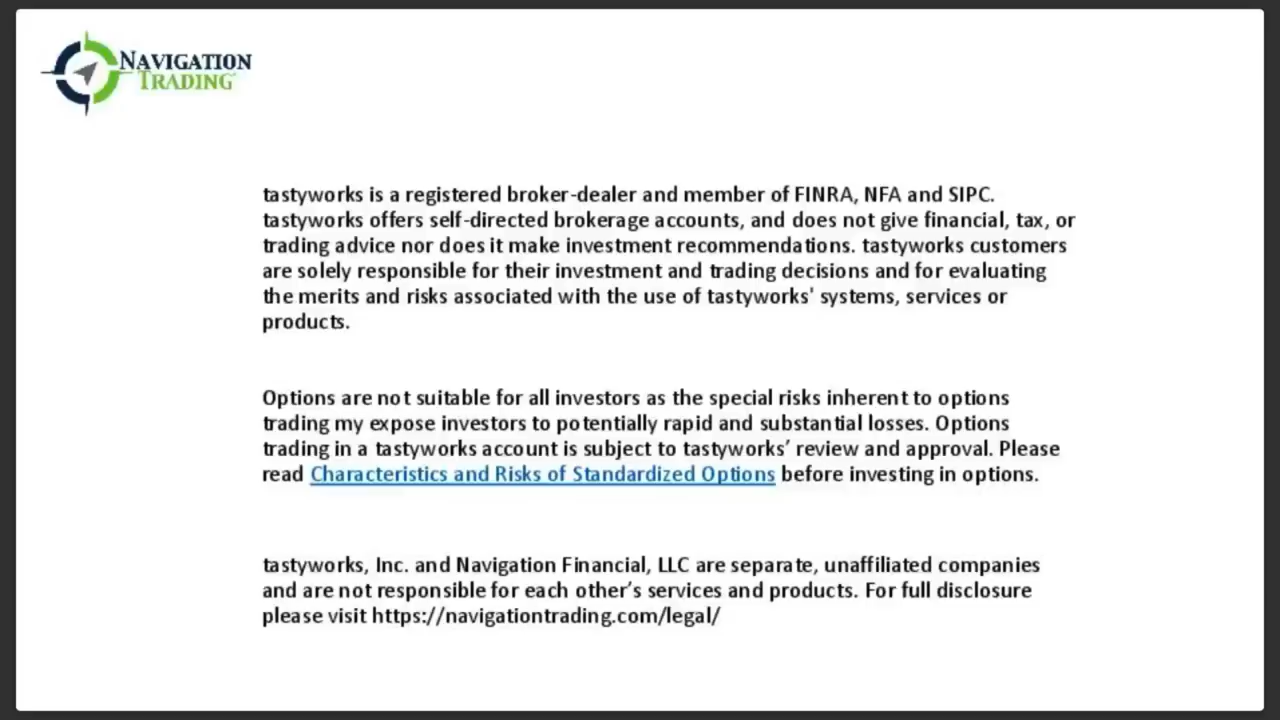 NAVIGATION
TRADING
tastyworks is a registered broker-dealer and member of FINRA, NFA and SIPC.
tastyworks offers self-directed brokerage accounts, and does not give financial, tax, or
trading advice nor does it make investment recommendations. tastyworks customers
are solely responsible for their investment and trading decisions and for evaluating
the merits and risks associated with the use of tastyworks' systems, services or
products.
Options are not suitable for all investors as the special risks inherent to options
trading my expose investors to potentially rapid and substantial losses. Options
trading in a tastyworks account is subject to tastyworks’ review and approval. Please
read Characteristics and Risks of Standardized Options before investing in options.
tastyworks, Inc. and Navigation Financial, LLC are separate, unaffiliated companies
and are not responsible for each other’s services and products. For full disclosure
please visit https://navigationtrading.com/legal/